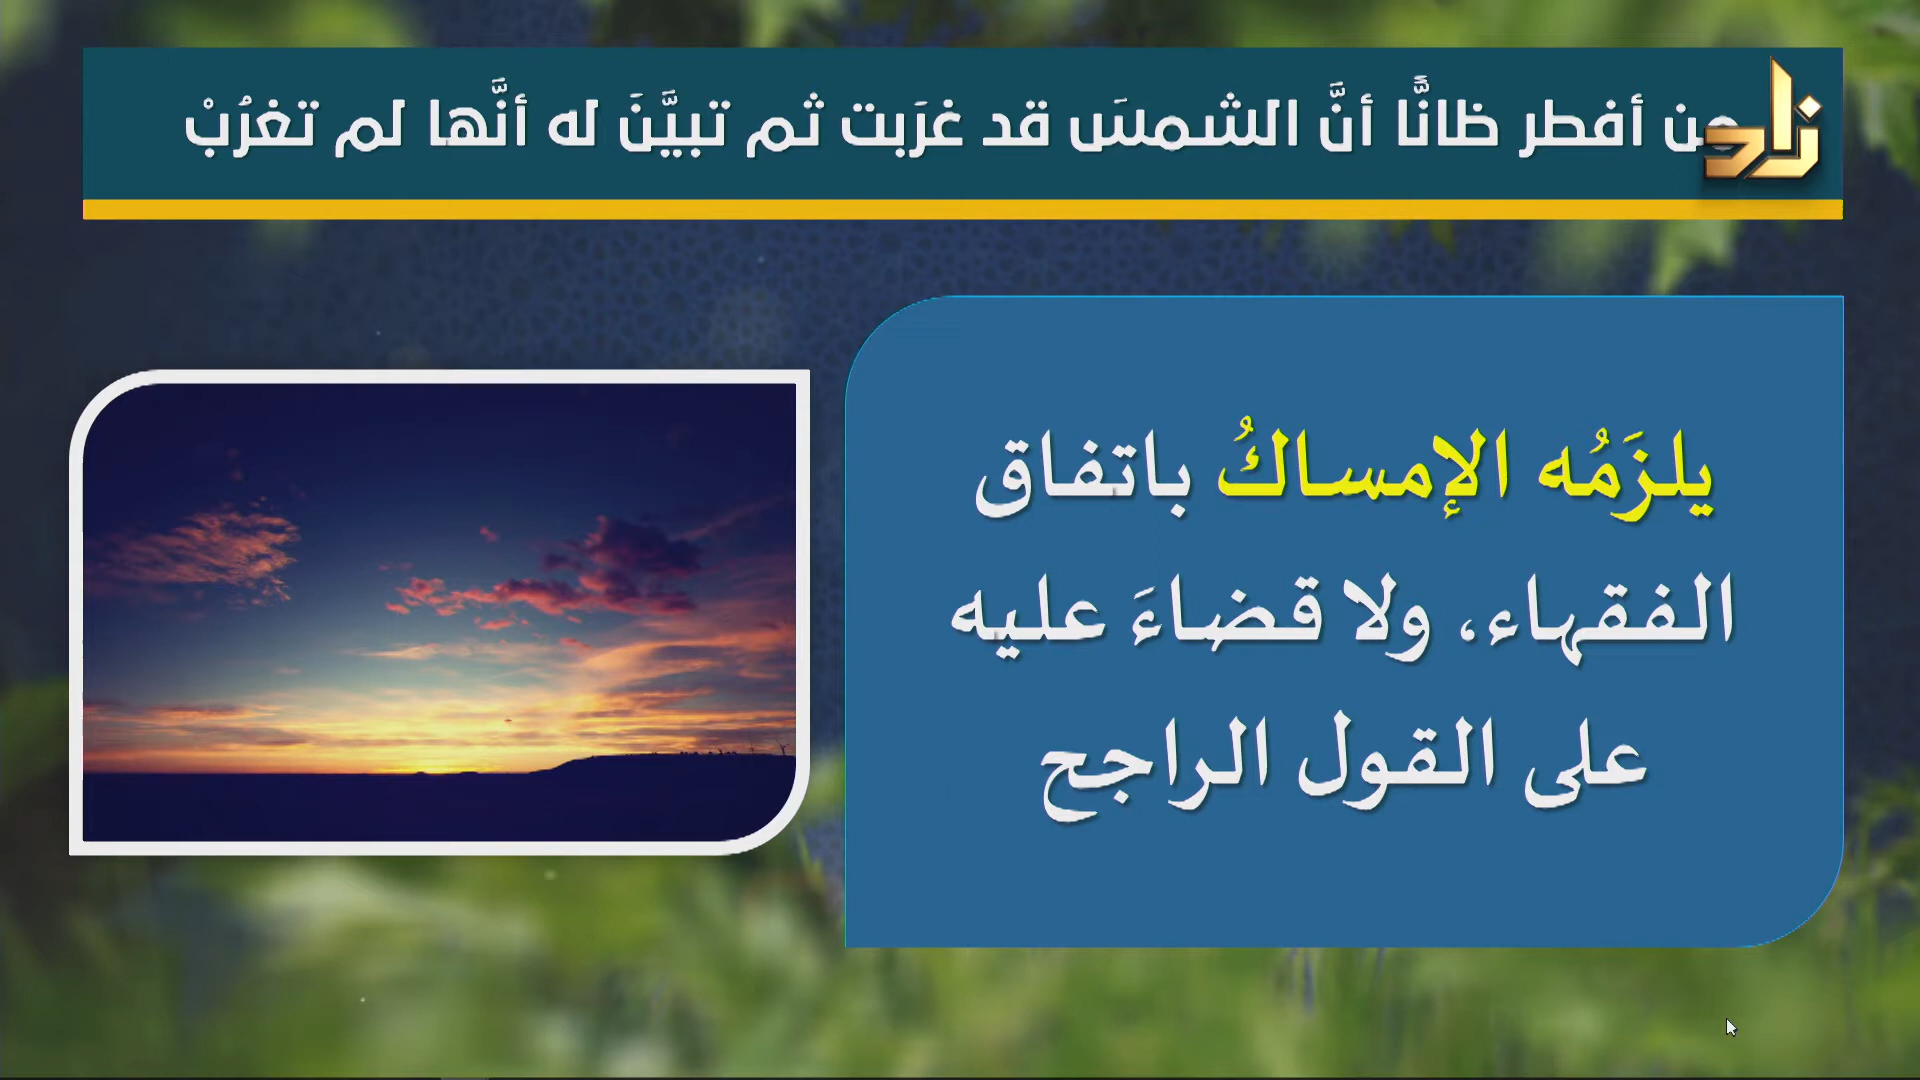 من أفطر ظانًّا أنَّ الشمسَ قد غرَبت ثم تبيَّنَ له أنَّها لم تغرُبْ
زاد
يلزَمُه الإمساكُ باتفاق
الفقهاء، ولا قضاءَ عليه
على القول الراجح